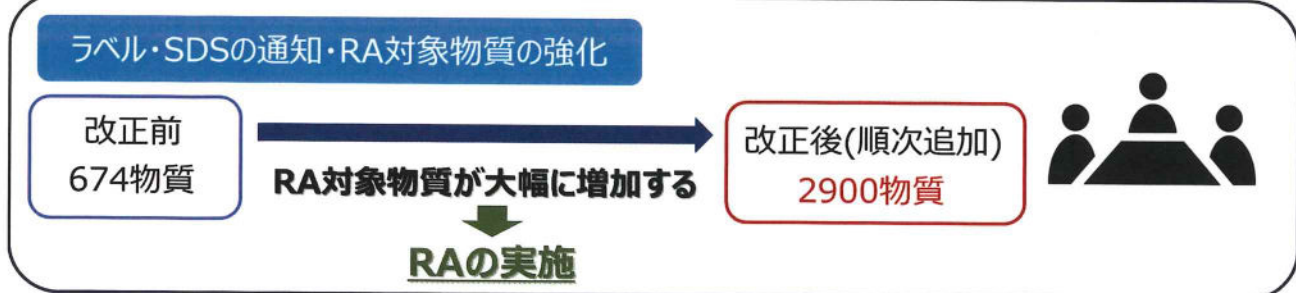 ラベル・SDSの通知・RA対象物質の強化
改正前
674物質
RA対象物質が大幅に増加する
RAの実施
改正後(順次追加)
2900物質